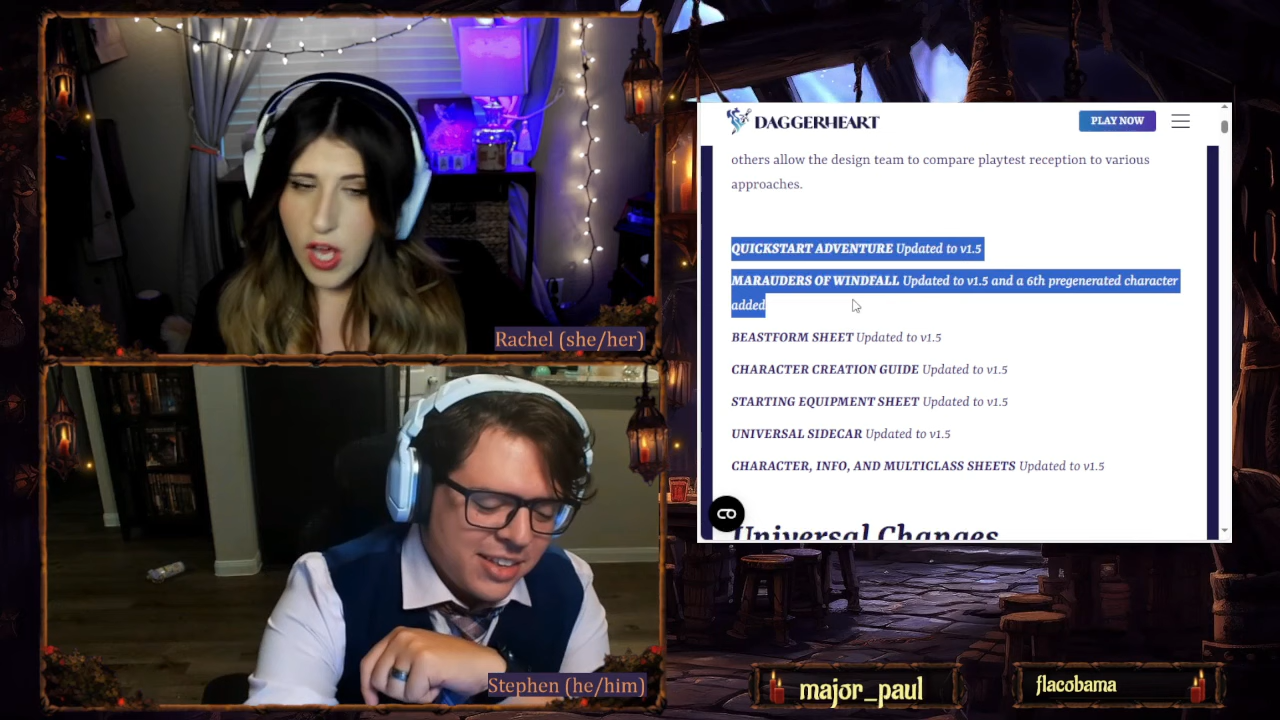 Rachel (she/her)
Stephen (he/him)
DAGGERHEART
PLAY NOW
others allow the design team to compare playtest reception to various
approaches.
QUICKSTART ADVENTURE Updated to v1.5
MARAUDERS OF WINDFALL Updated to v1.5 and a 6th pregenerated character
added
BEASTFORM SHEET Updated to v1.5
CHARACTER CREATION GUIDE Updated to v1.5
STARTING EQUIPMENT SHEET Updated to v1.5
UNIVERSAL SIDECAR Updated to v1.5
CHARACTER, INFO, AND MULTICLASS SHEETS Updated to v1.5
Universal Changes
major_paul
flacobama